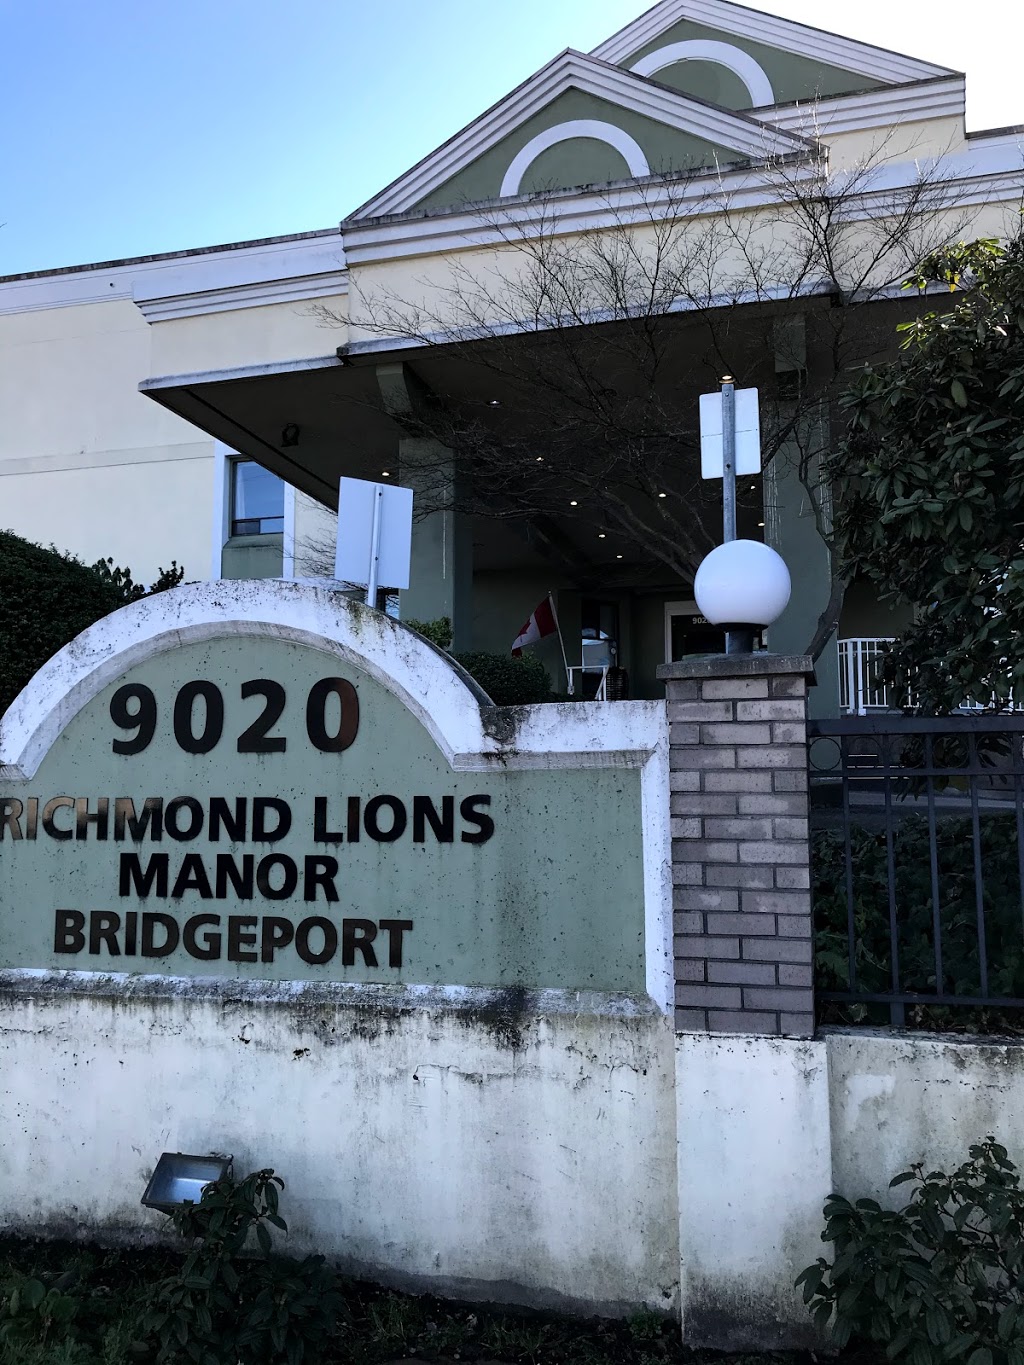 9020
RICHMOND LIONS
MANOR
BRIDGEPORT